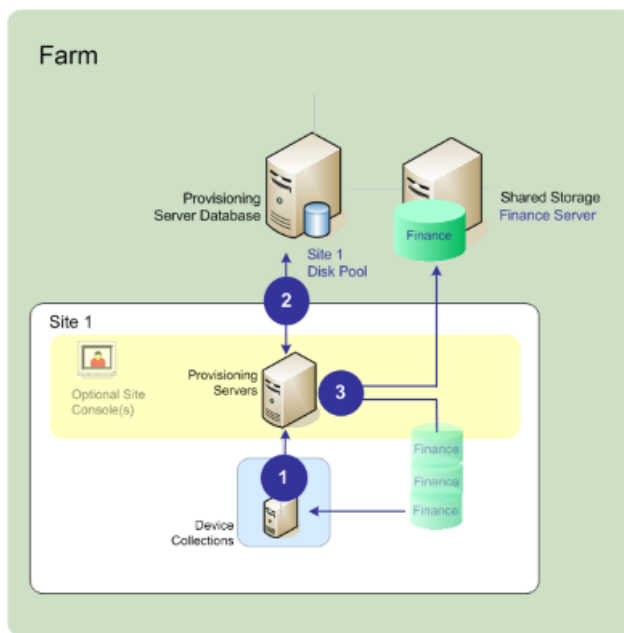 Farm
Provisioning
Server Database
Shared Storage
Finance Server
Finance
Site 1
Disk Pool
2
Site 1
Optional Site
Console(s)
Provisioning
Servers
3
1
Finance
Finance
Finance
Device
Collections